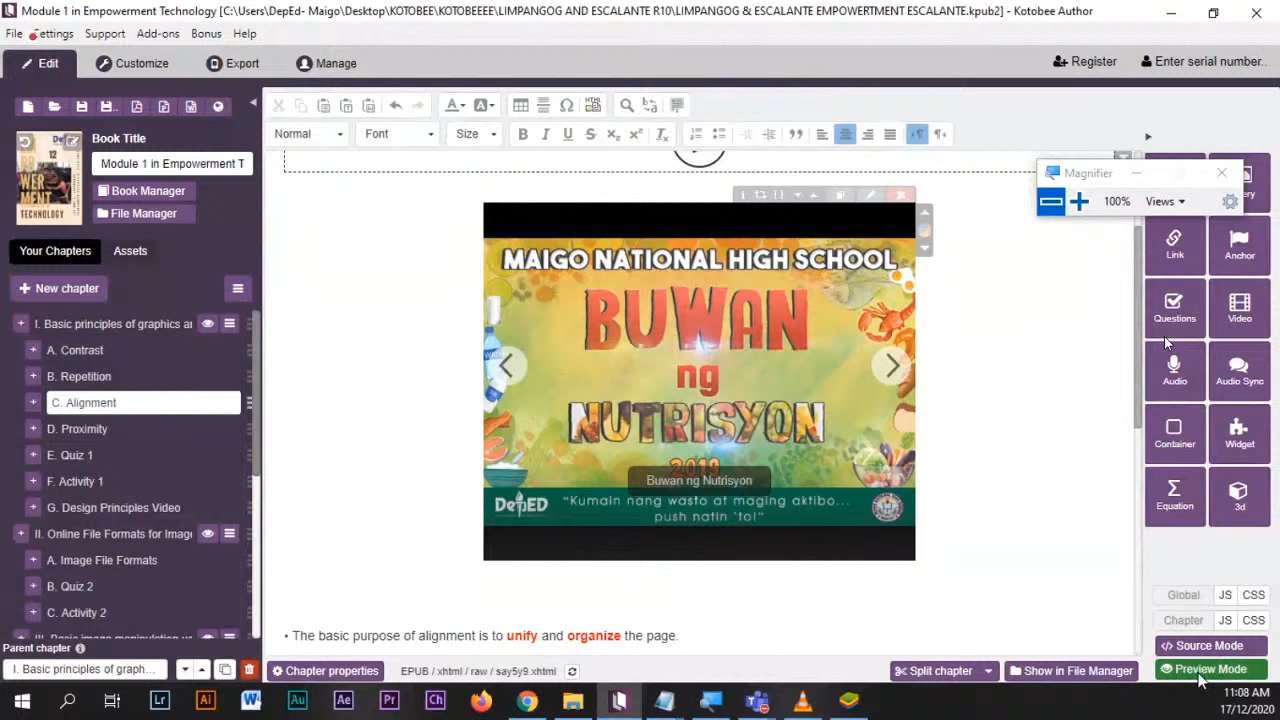 Module 1 in Empowerment Technology [C:\Users\DepEd- Maigo\Desktop\KOTOBEE\KOTOBEEEE\LIMPANGOG AND ESCALANTE R10\LIMPANGOG & ESCALANTE EMPOWERTMENT ESCALANTE.kpub2] - Kotobee Author
File Settings Support Add-ons Bonus Help
Edit Customize Export Manage Register Enter serial number..
Book Title
Module 1 in Empowerment T
Book Manager
File Manager
Your Chapters Assets
New chapter
I. Basic principles of graphics a
A. Contrast
B. Repetition
C. Alignment
D. Proximity
E. Quiz 1
F. Activity 1
G. Design Principles Video
II. Online File Formats for Image
A. Image File Formats
B. Quiz 2
C. Activity 2
Parent chapter
I. Basic principles of graph...
Normal Font Size
MAIGO NATIONAL HIGH SCHOOL
BUWAN
ng
NUTRISYON
2019
Buwan ng Nutrisyon
DepED "Kumain nang wasto at maging aktibo...
push natin 'to!"
• The basic purpose of alignment is to unify and organize the page.
Chapter properties EPUB / xhtml / raw / say5y9.xhtml Split chapter Show in File Manager
Magnifier
100% Views
Link Anchor
Questions Video
Audio Audio Sync
Container Widget
Equation 3d
Global JS CSS
Chapter JS CSS
Source Mode
Preview Mode
Lr Ai W Au Ae Pr Ch
11:08 AM
17/12/2020